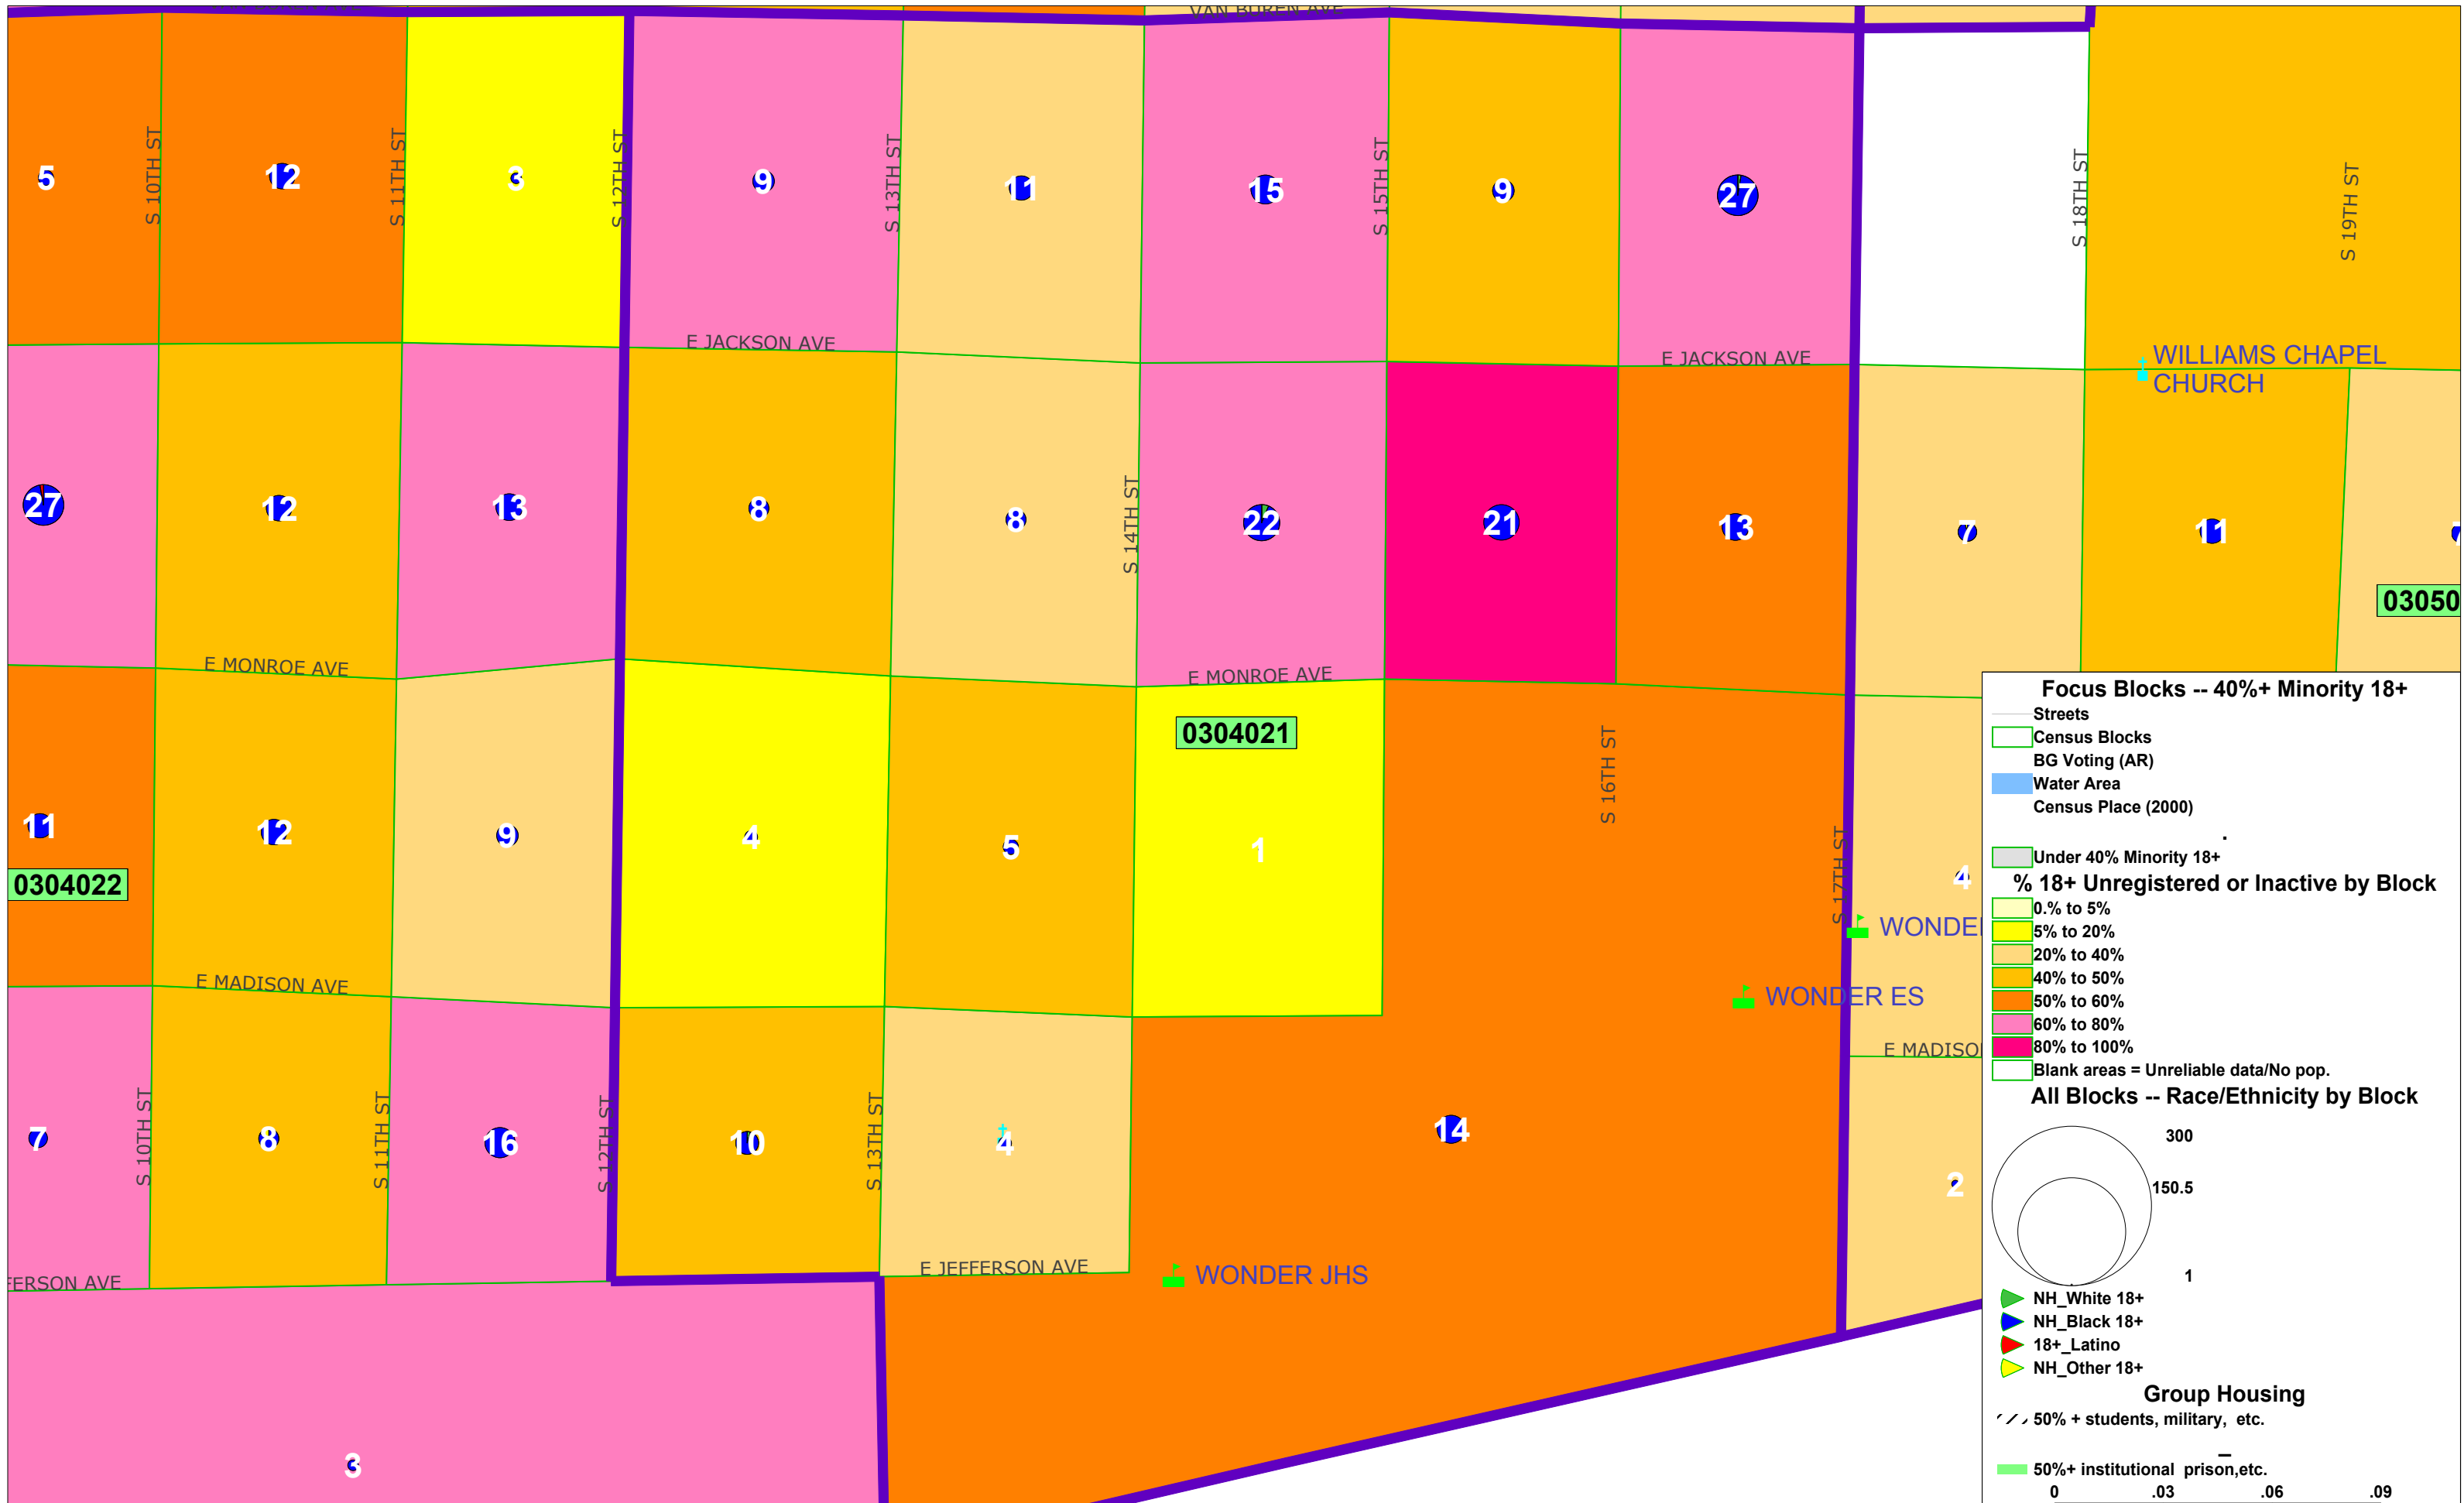 VAN BUREN AVE
S 10TH ST
S 11TH ST
S 12TH ST
S 13TH ST
S 15TH ST
S 18TH ST
S 19TH ST
5
12
3
9
11
15
9
27
E JACKSON AVE
E JACKSON AVE
WILLIAMS CHAPEL
CHURCH
27
12
13
8
8
S 14TH ST
22
21
13
7
11
7
03050
E MONROE AVE
E MONROE AVE
0304021
S 16TH ST
S 17TH ST
11
12
9
4
5
1
4
0304022
WONDE
E MADISON AVE
WONDER ES
E MADISO
S 10TH ST
S 11TH ST
S 12TH ST
S 13TH ST
7
8
16
10
4
14
2
FERSON AVE
E JEFFERSON AVE
WONDER JHS
3
Focus Blocks -- 40%+ Minority 18+
Streets
Census Blocks
BG Voting (AR)
Water Area
Census Place (2000)
.
Under 40% Minority 18+
% 18+ Unregistered or Inactive by Block
0.% to 5%
5% to 20%
20% to 40%
40% to 50%
50% to 60%
60% to 80%
80% to 100%
Blank areas = Unreliable data/No pop.
All Blocks -- Race/Ethnicity by Block
300
150.5
1
NH_White 18+
NH_Black 18+
18+_Latino
NH_Other 18+
Group Housing
50% + students, military, etc.
_
50%+ institutional prison,etc.
0 .03 .06 .09